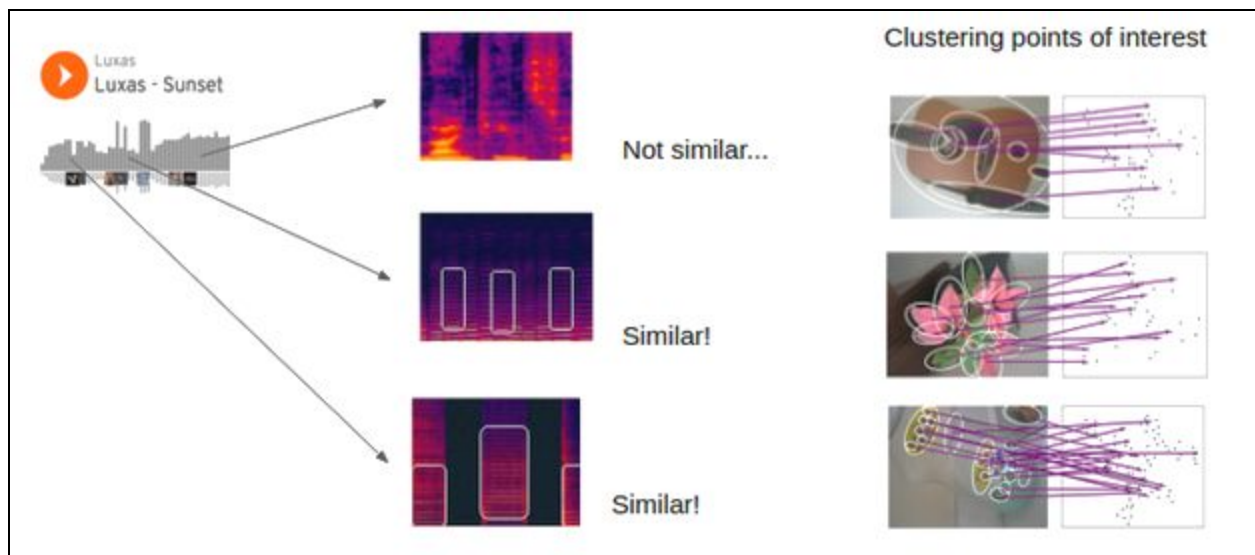 Luxas
Luxas - Sunset
Not similar...
Similar!
Similar!
Clustering points of interest